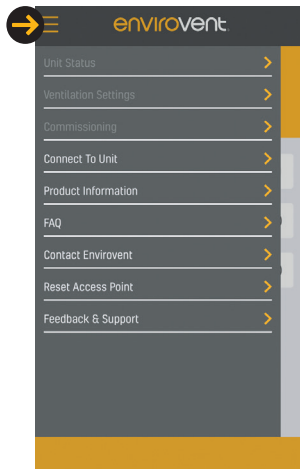 envirovent.
Unit Status
Ventilation Settings
Commissioning
Connect To Unit
Product Information
FAQ
Contact Envirovent
Reset Access Point
Feedback & Support